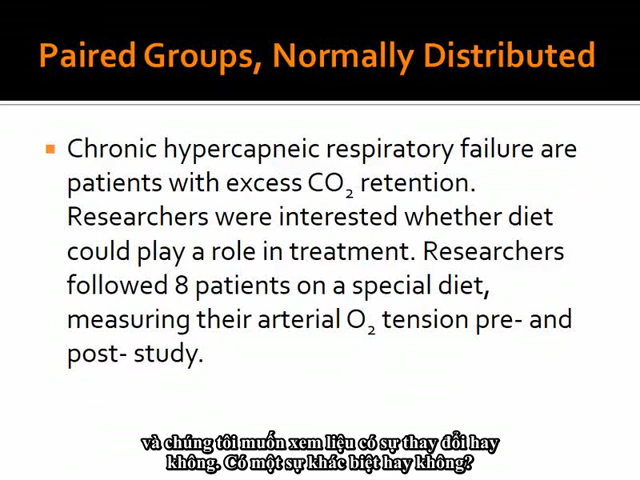 Paired Groups, Normally Distributed
Chronic hypercapneic respiratory failure are
patients with excess CO₂ retention.
Researchers were interested whether diet
could play a role in treatment. Researchers
followed 8 patients on a special diet,
measuring their arterial O₂ tension pre- and
post- study.
và chúng tôi muốn xem liệu có sự thay đổi hay
không. Có một sự khác biệt hay không?